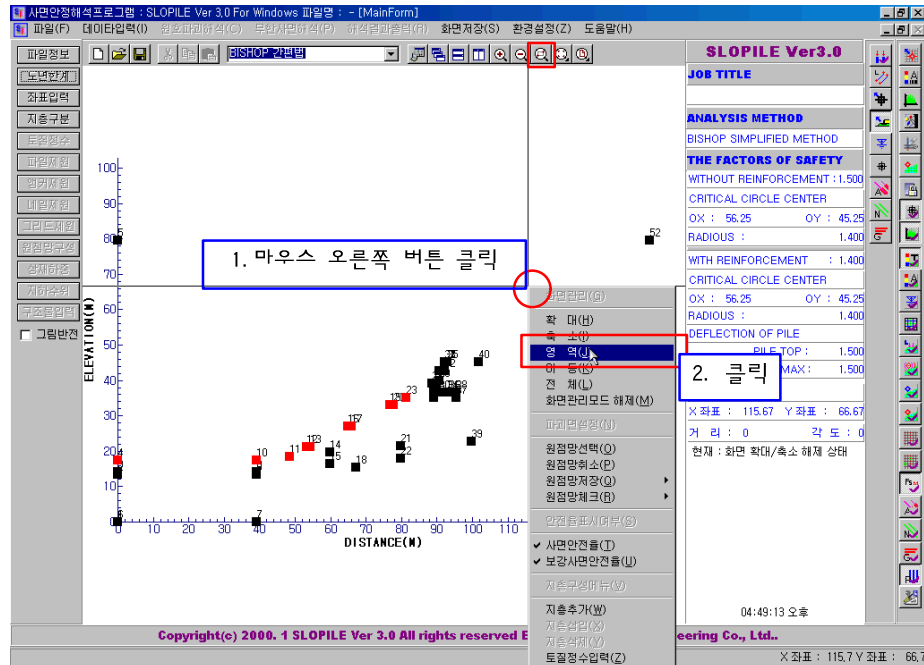 사면안정해석프로그램 : SLOPILE Ver 3,0 For Windows 파일명 : - [MainForm]
파일(F) 데이타입력(I) 원호파괴해석(C) 무한사면해석(P) 해석결과출력(R) 화면저장(S) 환경설정(Z) 도움말(H)
BISHOP 간편법
파일정보
도면한계
좌표입력
지층구분
토질정수
파일제원
앵커제원
네일제원
그리드제원
원점망구성
상재하중
지하수위
구조물입력
그림반전
100
90
80
70
60
50
40
30
20
10
0
ELEVATION(M)
10 20 30 40 50 60 70 80 90 100 110
DISTANCE(M)
5
52
40
23
10
11
14
15
18
21
22
39
6
7
1. 마우스 오른쪽 버튼 클릭
2. 클릭
화면관리(G)
확 대(H)
축 소(I)
영 역(J)
이 동(K)
전 체(L)
화면관리모드 해제(M)
파괴면설정(N)
원점망선택(O)
원점망취소(P)
원점망저장(Q)
원점망체크(R)
안전율표시여부(S)
사면안전율(T)
보강사면안전율(U)
지층구성메뉴(V)
지층추가(W)
지층삽입(X)
지층삭제(Y)
토질정수입력(Z)
SLOPILE Ver3.0
JOB TITLE
ANALYSIS METHOD
BISHOP SIMPLIFIED METHOD
THE FACTORS OF SAFETY
WITHOUT REINFORCEMENT : 1.500
CRITICAL CIRCLE CENTER
OX : 56.25 OY : 45.25
RADIOUS : 1.400
WITH REINFORCEMENT : 1.400
CRITICAL CIRCLE CENTER
OX : 56.25 OY : 45.25
RADIOUS : 1.400
DEFLECTION OF PILE
PILE TOP : 1.500
MAX : 1.500
X 좌표 : 115.67 Y 좌표 : 66.67
거 리 : 0 각 도 : 0
현재 : 화면 확대/축소 해제 상태
04:49:13 오후
Copyright(c) 2000. 1 SLOPILE Ver 3.0 All rights reserved E
eering Co., Ltd..
X 좌표 : 115,7 Y 좌표 : 66,7